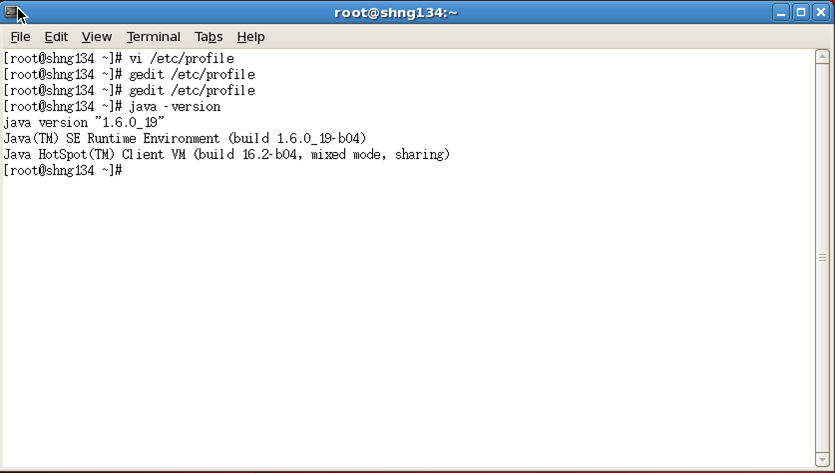 root@shng134:~
File Edit View Terminal Tabs Help
[root@shng134 ~]# vi /etc/profile
[root@shng134 ~]# gedit /etc/profile
[root@shng134 ~]# gedit /etc/profile
[root@shng134 ~]# java -version
java version "1.6.0_19"
Java(TM) SE Runtime Environment (build 1.6.0_19-b04)
Java HotSpot(TM) Client VM (build 16.2-b04, mixed mode, sharing)
[root@shng134 ~]#